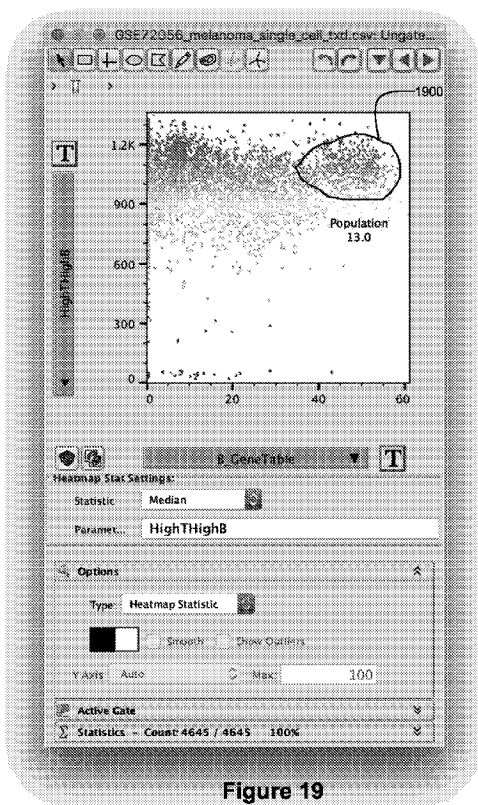 GSE72056_melanoma_single_cell_txd.csv: Ungate...
1900
T
1.2K
900
600
300
0
HighTHighB
Population
13.0
0 20 40 60
B_GeneTable T
Heatmap Stat Settings:
Statistic Median
Paramet... HighTHighB
Options
Type: Heatmap Statistic
Smooth Show Outliers
Y Axis Auto Max: 100
Active Gate
Σ Statistics - Count: 4645 / 4645 100%
Figure 19